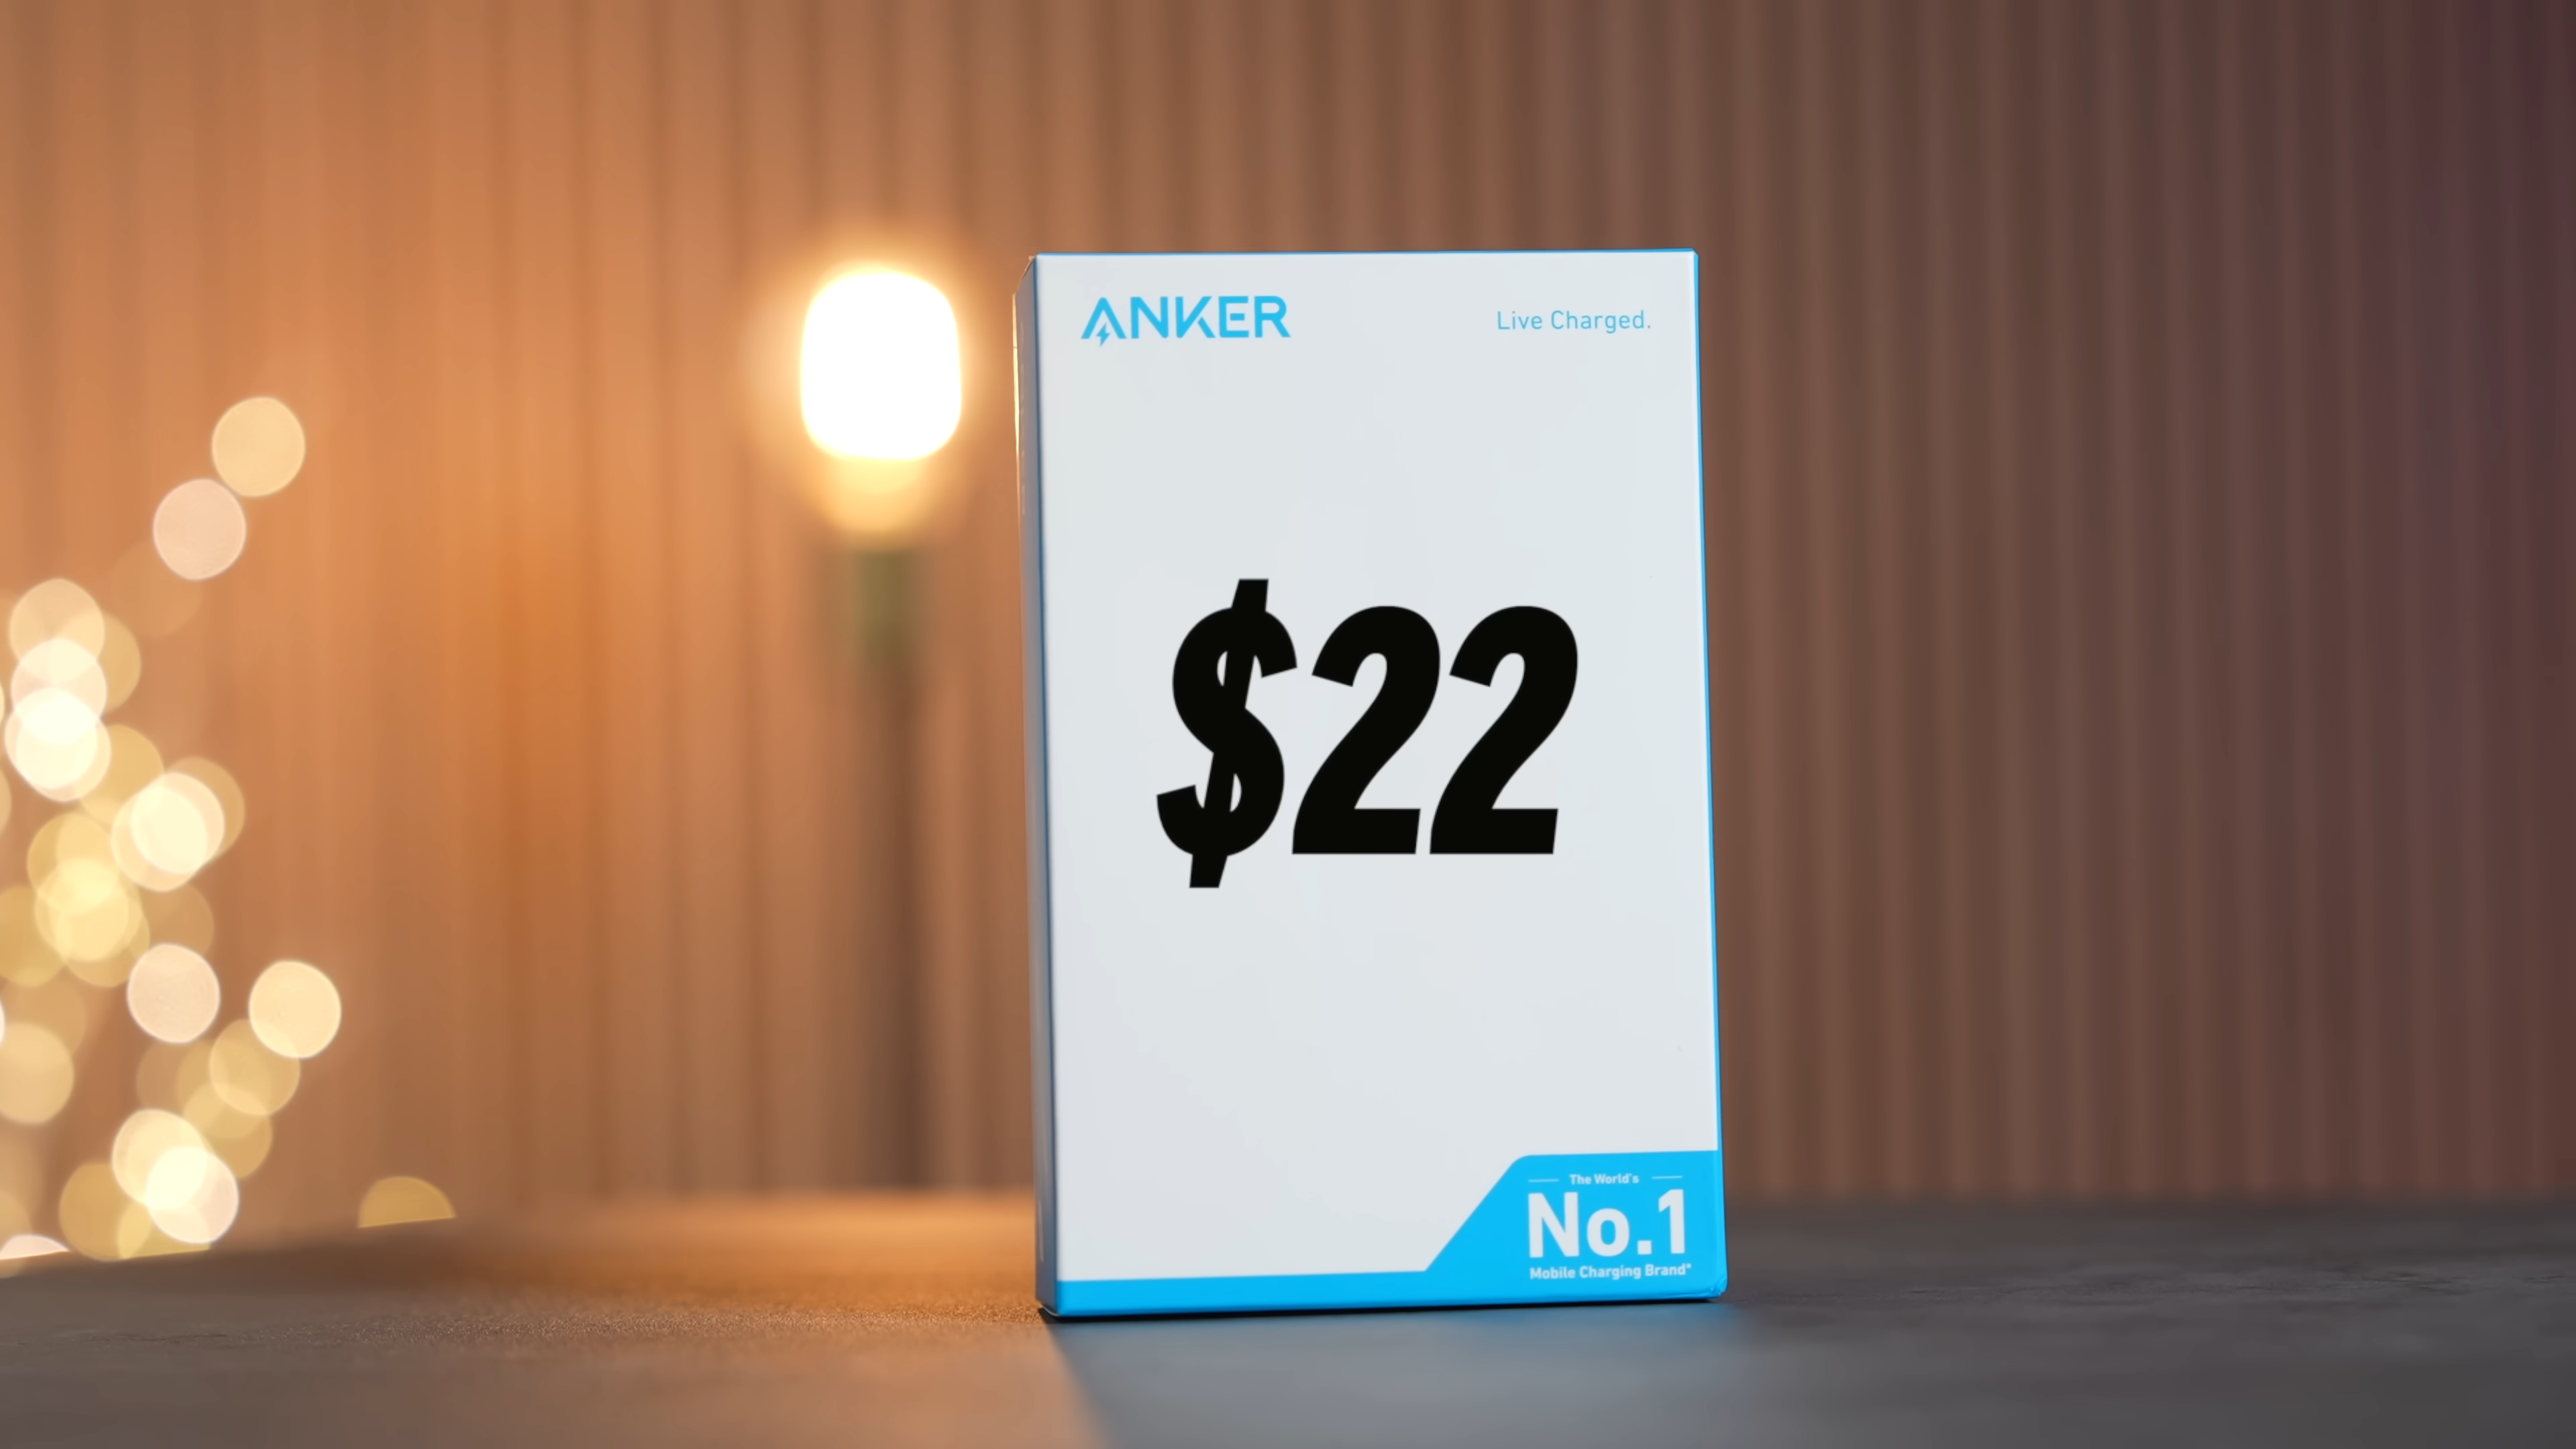 ANKER
Live Charged.
$22
The World's
No.1
Mobile Charging Brand*